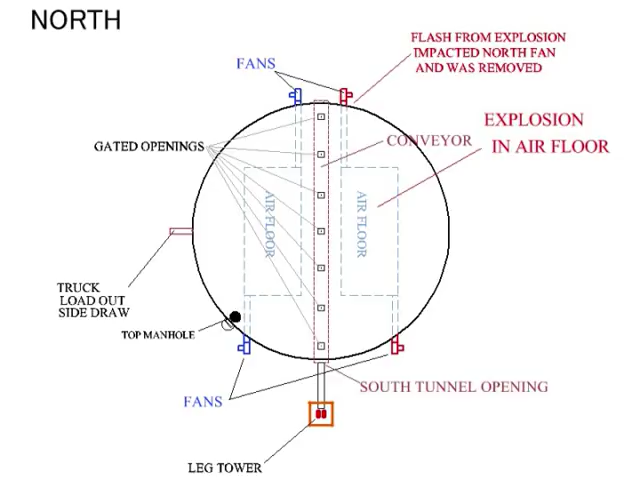 NORTH
FLASH FROM EXPLOSION
IMPACTED NORTH FAN
AND WAS REMOVED
FANS
EXPLOSION
IN AIR FLOOR
GATED OPENINGS
CONVEYOR
AIR FLOOR
AIR FLOOR
TRUCK
LOAD OUT
SIDE DRAW
TOP MANHOLE
FANS
SOUTH TUNNEL OPENING
LEG TOWER